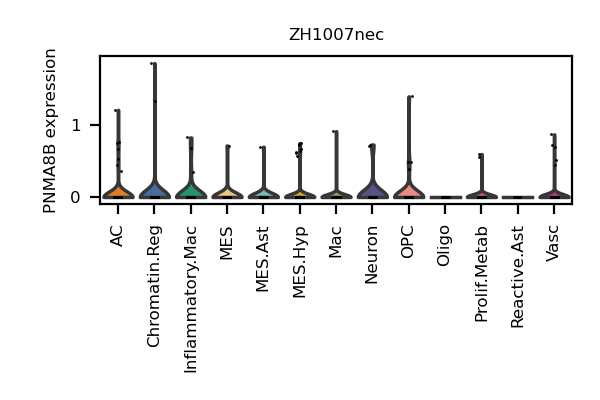 ZH1007nec
PNMA8B expression
1
0
AC
Chromatin.Reg
Inflammatory.Mac
MES
MES.Ast
MES.Hyp
Mac
Neuron
OPC
Oligo
Prolif.Metab
Reactive.Ast
Vasc